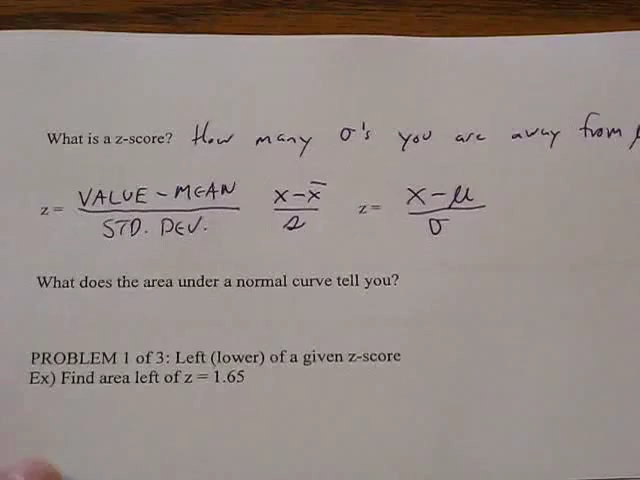 What is a z-score? How many σ's you are away from μ
z = VALUE - MEAN / STD. DEV. x - x̄ / s z = x - μ / σ
What does the area under a normal curve tell you?
PROBLEM 1 of 3: Left (lower) of a given z-score
Ex) Find area left of z = 1.65